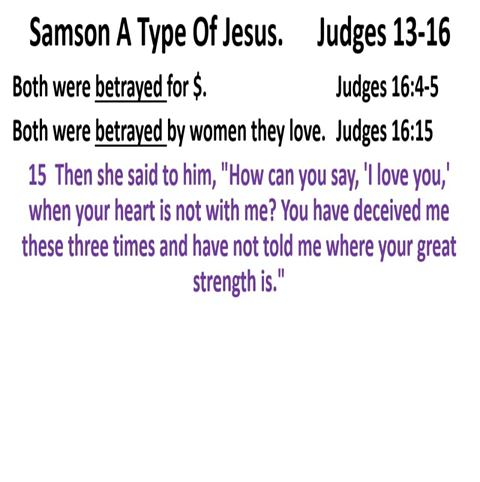 Samson A Type Of Jesus. Judges 13-16
Both were betrayed for $. Judges 16:4-5
Both were betrayed by women they love. Judges 16:15
15 Then she said to him, "How can you say, 'I love you,'
when your heart is not with me? You have deceived me
these three times and have not told me where your great
strength is."